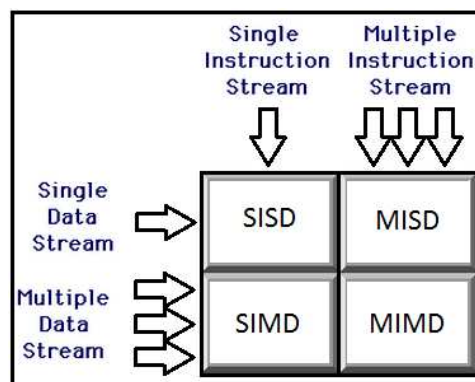 Single
Instruction
Stream
Multiple
Instruction
Stream
Single
Data
Stream
SISD
MISD
Multiple
Data
Stream
SIMD
MIMD